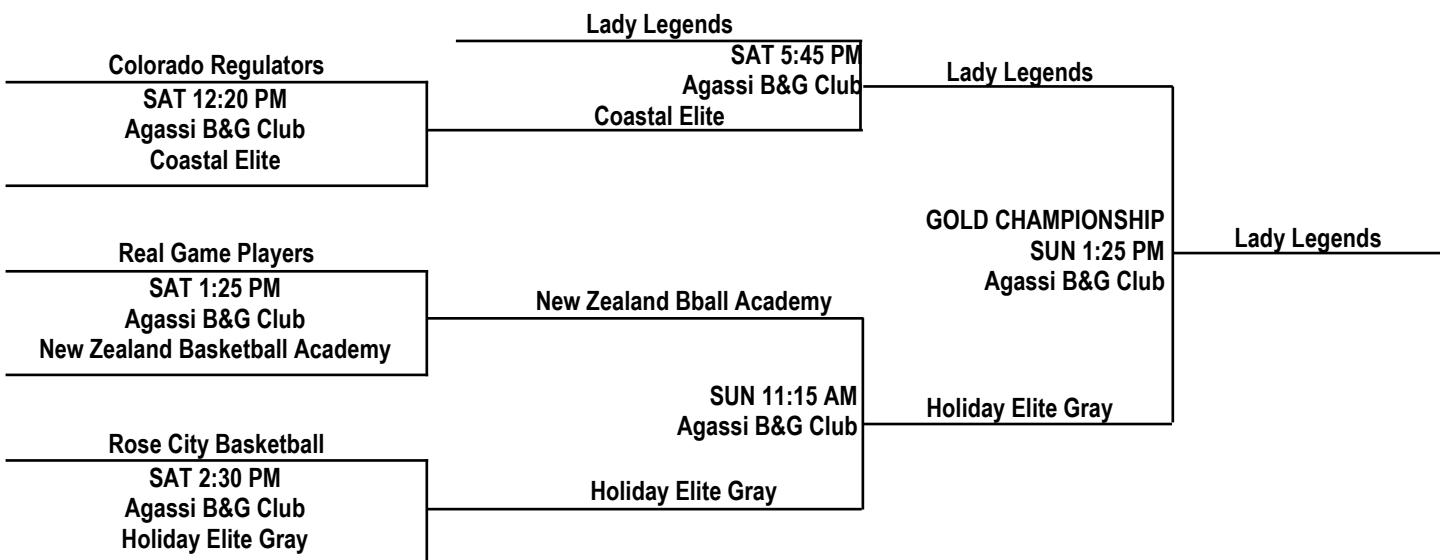 Lady Legends
Colorado Regulators
SAT 12:20 PM
Agassi B&G Club
Coastal Elite
SAT 5:45 PM
Agassi B&G Club
Coastal Elite
Lady Legends
Real Game Players
SAT 1:25 PM
Agassi B&G Club
New Zealand Basketball Academy
New Zealand Bball Academy
GOLD CHAMPIONSHIP
SUN 1:25 PM
Agassi B&G Club
Lady Legends
SUN 11:15 AM
Agassi B&G Club
Holiday Elite Gray
Rose City Basketball
SAT 2:30 PM
Agassi B&G Club
Holiday Elite Gray
Holiday Elite Gray